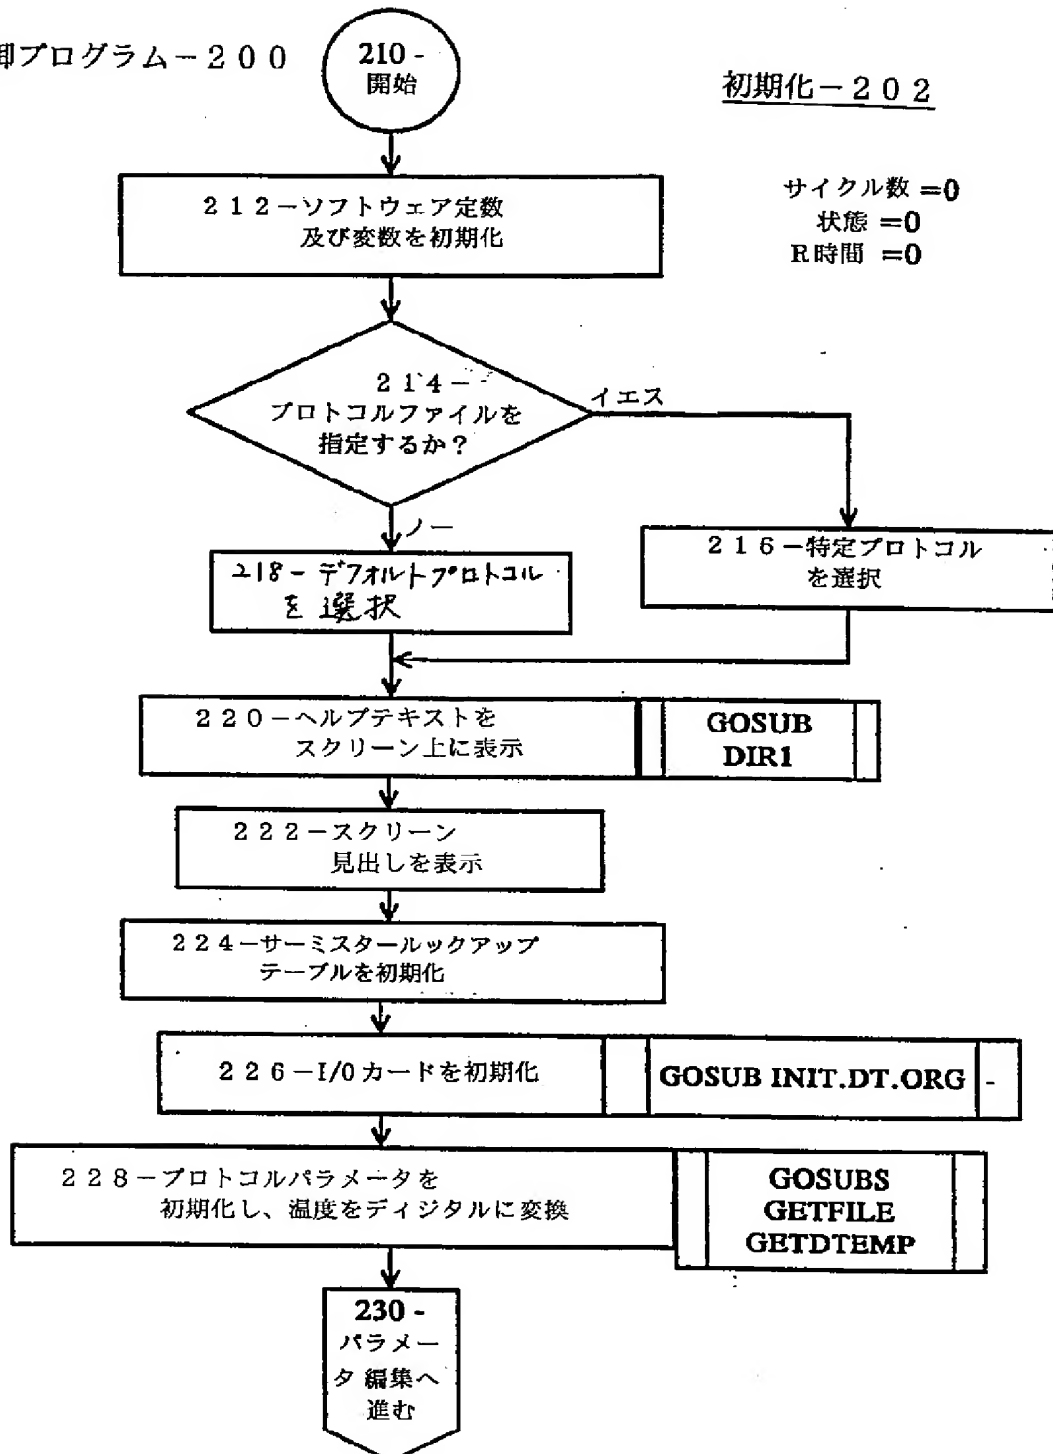 御プログラム－２００
210 -
開始
初期化－２０２
サイクル数 =0
状態 =0
R時間 =0
２１２－ソフトウェア定数
及び変数を初期化
２１４－
プロトコルファイルを
指定するか？
イエス
ノー
２１６－特定プロトコル
を選択
218－デフォルトプロトコル
を選択
２２０－ヘルプテキストを
スクリーン上に表示
GOSUB
DIR1
２２２－スクリーン
見出しを表示
２２４－サーミスタールックアップ
テーブルを初期化
２２６－I/Oカードを初期化
GOSUB INIT.DT.ORG
２２８－プロトコルパラメータを
初期化し、温度をディジタルに変換
GOSUBS
GETFILE
GETDTEMP
230 -
パラメー
タ編集へ
進む